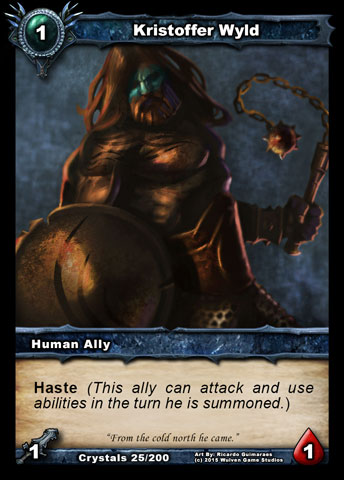 1
Kristoffer Wyld
Human Ally
Haste (This ally can attack and use
abilities in the turn he is summoned.)
"From the cold north he came."
1
Crystals 25/200
Art By: Ricardo Guimaraes
(c) 2015 Wulven Game Studios
1